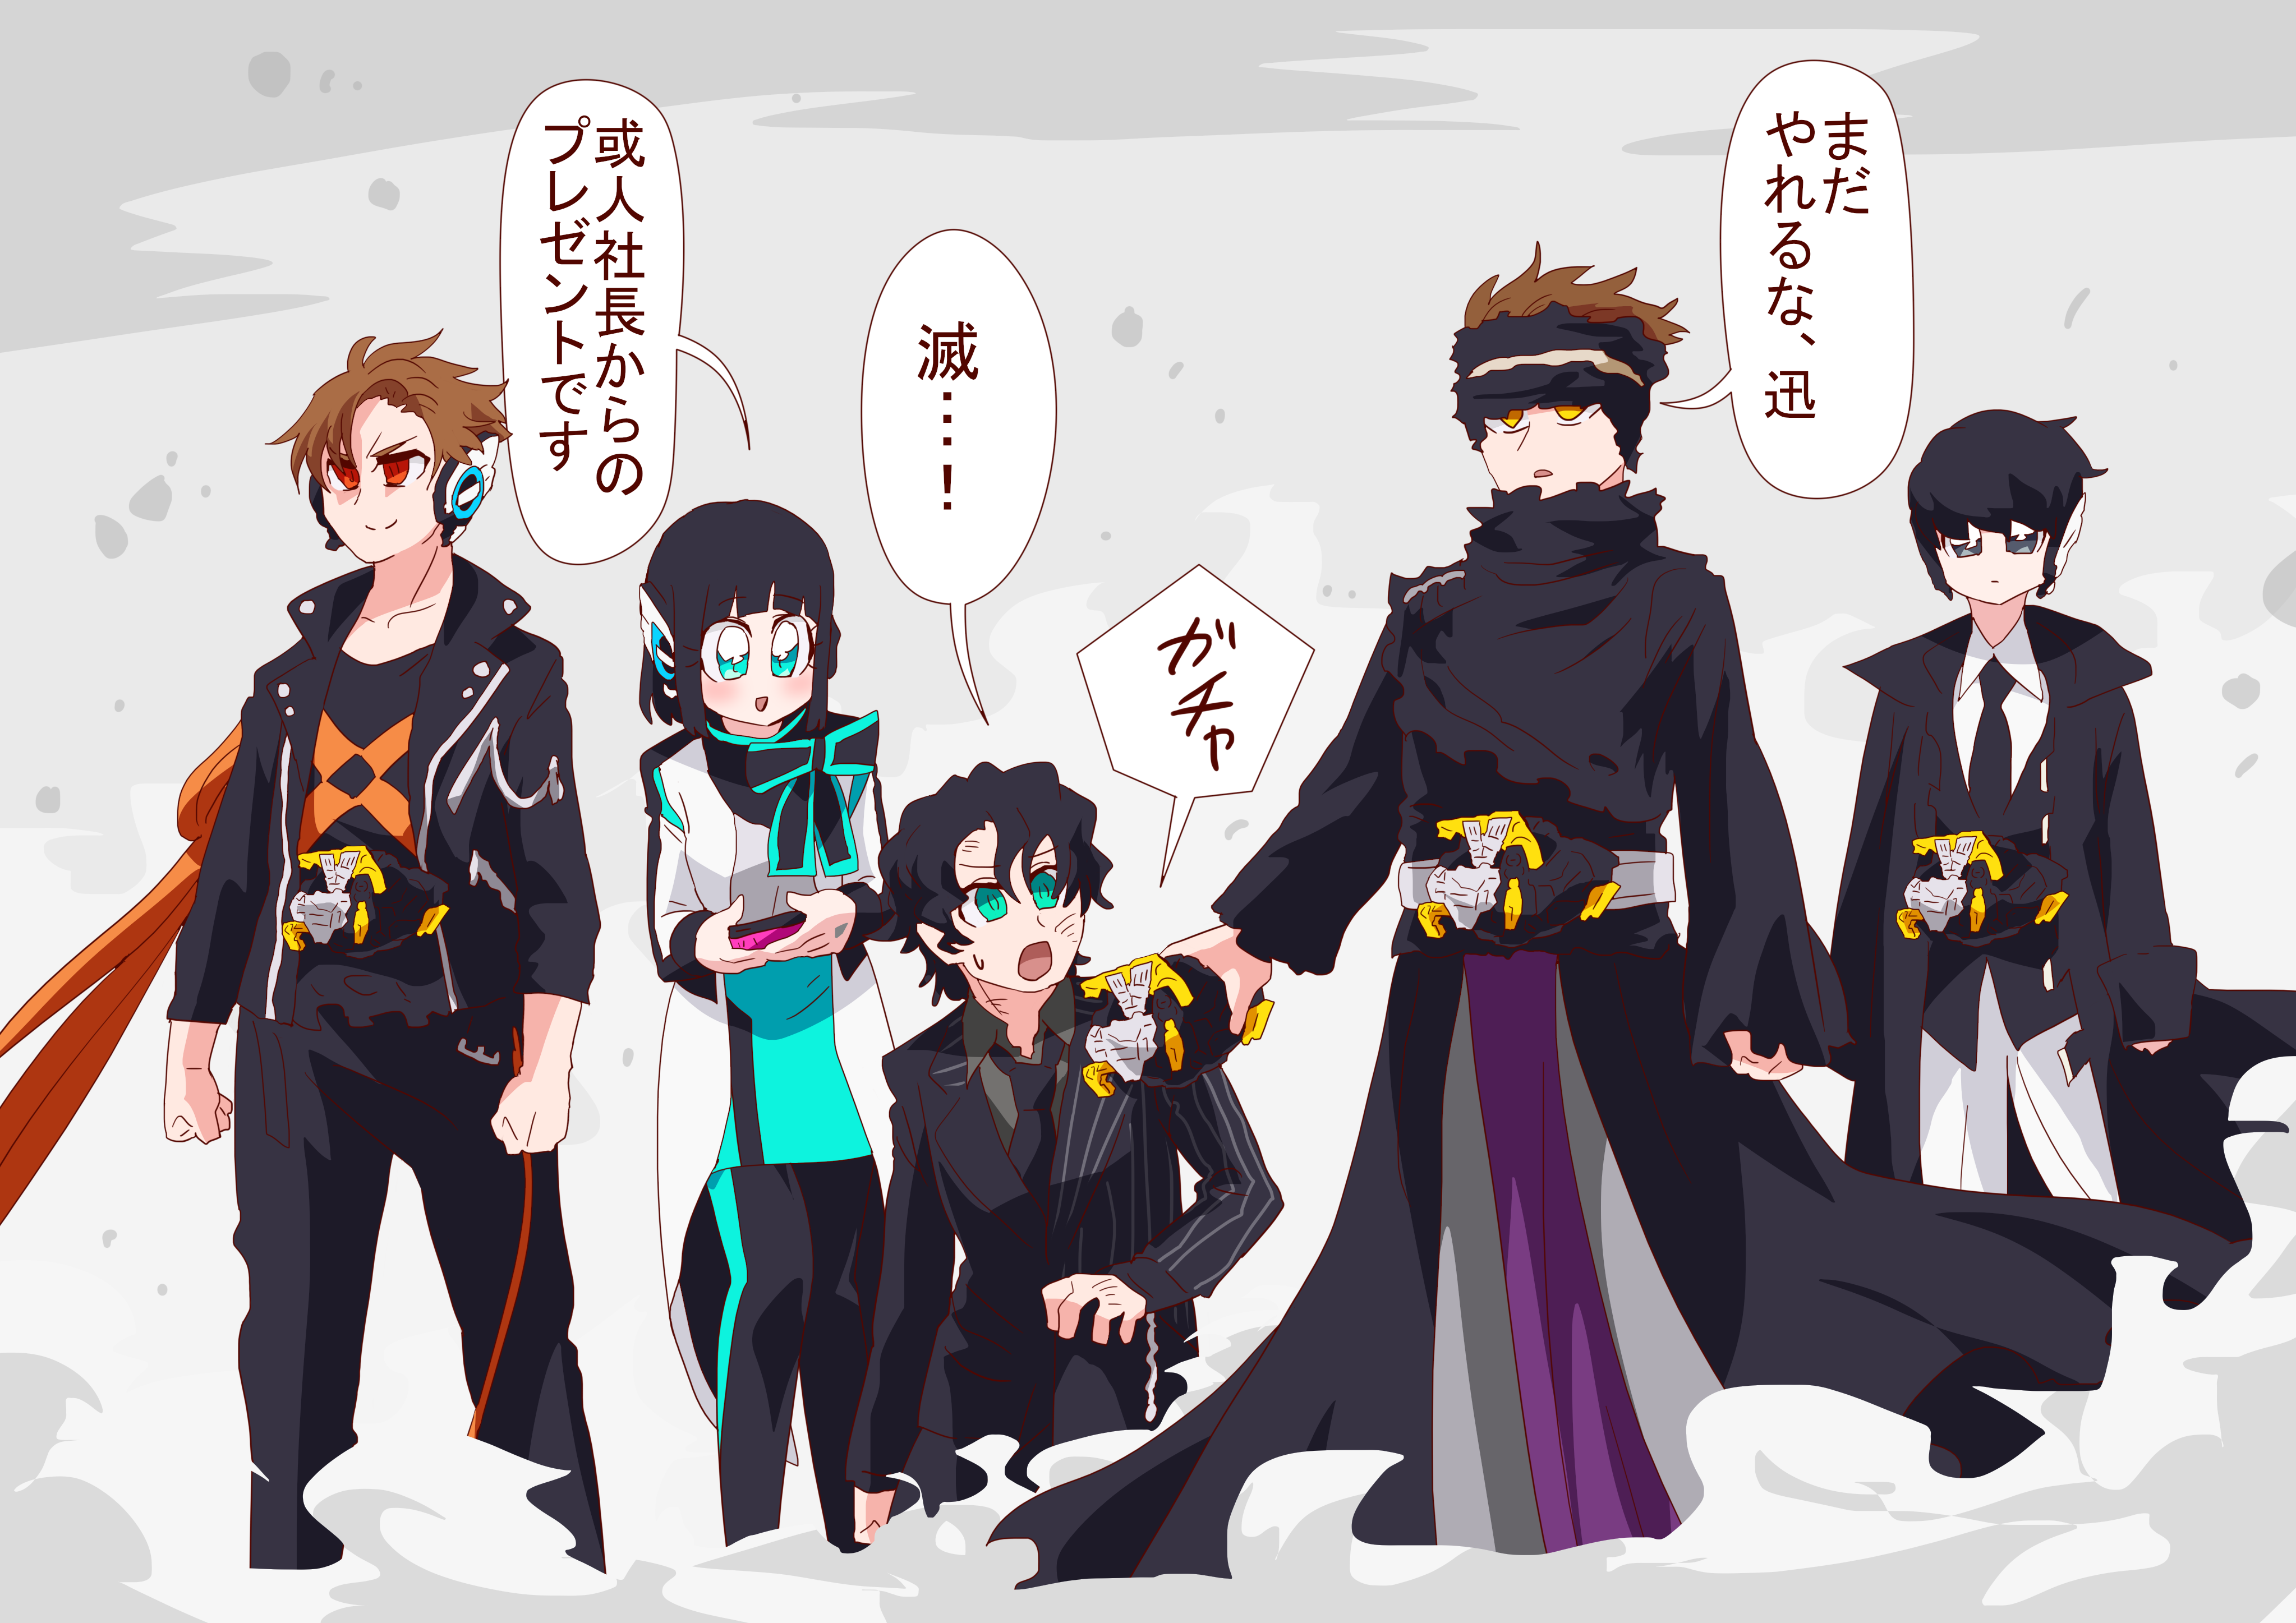 まだ
やれるな、迅
ガチャ
滅……!
或人社長からの
プレゼントです